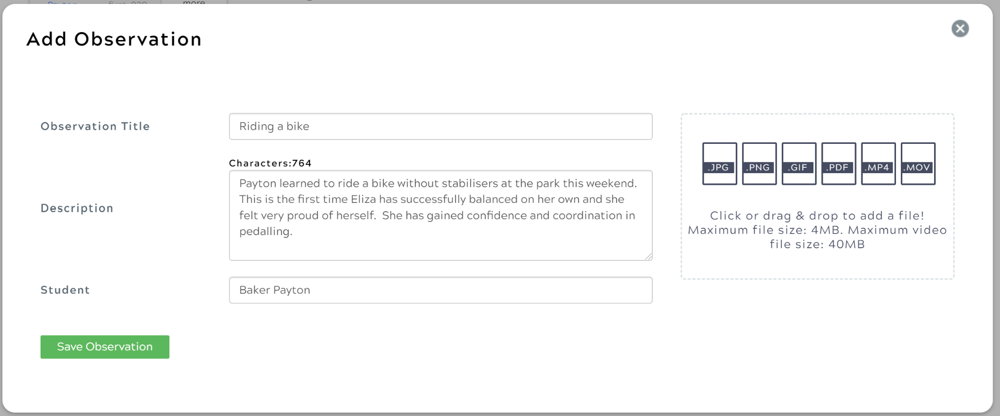 Payton
more
Add Observation
Observation Title
Riding a bike
Characters:764
Description
Payton learned to ride a bike without stabilisers at the park this weekend.
This is the first time Eliza has successfully balanced on her own and she
felt very proud of herself.  She has gained confidence and coordination in
pedalling.
Student
Baker Payton
Save Observation
.JPG .PNG .GIF .PDF .MP4 .MOV
Click or drag & drop to add a file!
Maximum file size: 4MB. Maximum video
file size: 40MB